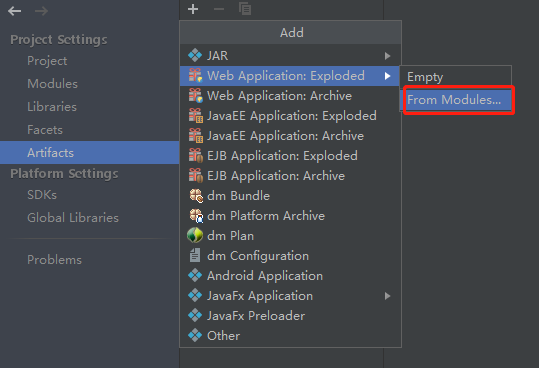 Project Settings
Project
Modules
Libraries
Facets
Artifacts
Platform Settings
SDKs
Global Libraries
Problems
Add
JAR
Web Application: Exploded
Web Application: Archive
JavaEE Application: Exploded
JavaEE Application: Archive
EJB Application: Exploded
EJB Application: Archive
dm Bundle
dm Platform Archive
dm Plan
dm Configuration
Android Application
JavaFx Application
JavaFx Preloader
Other
Empty
From Modules...